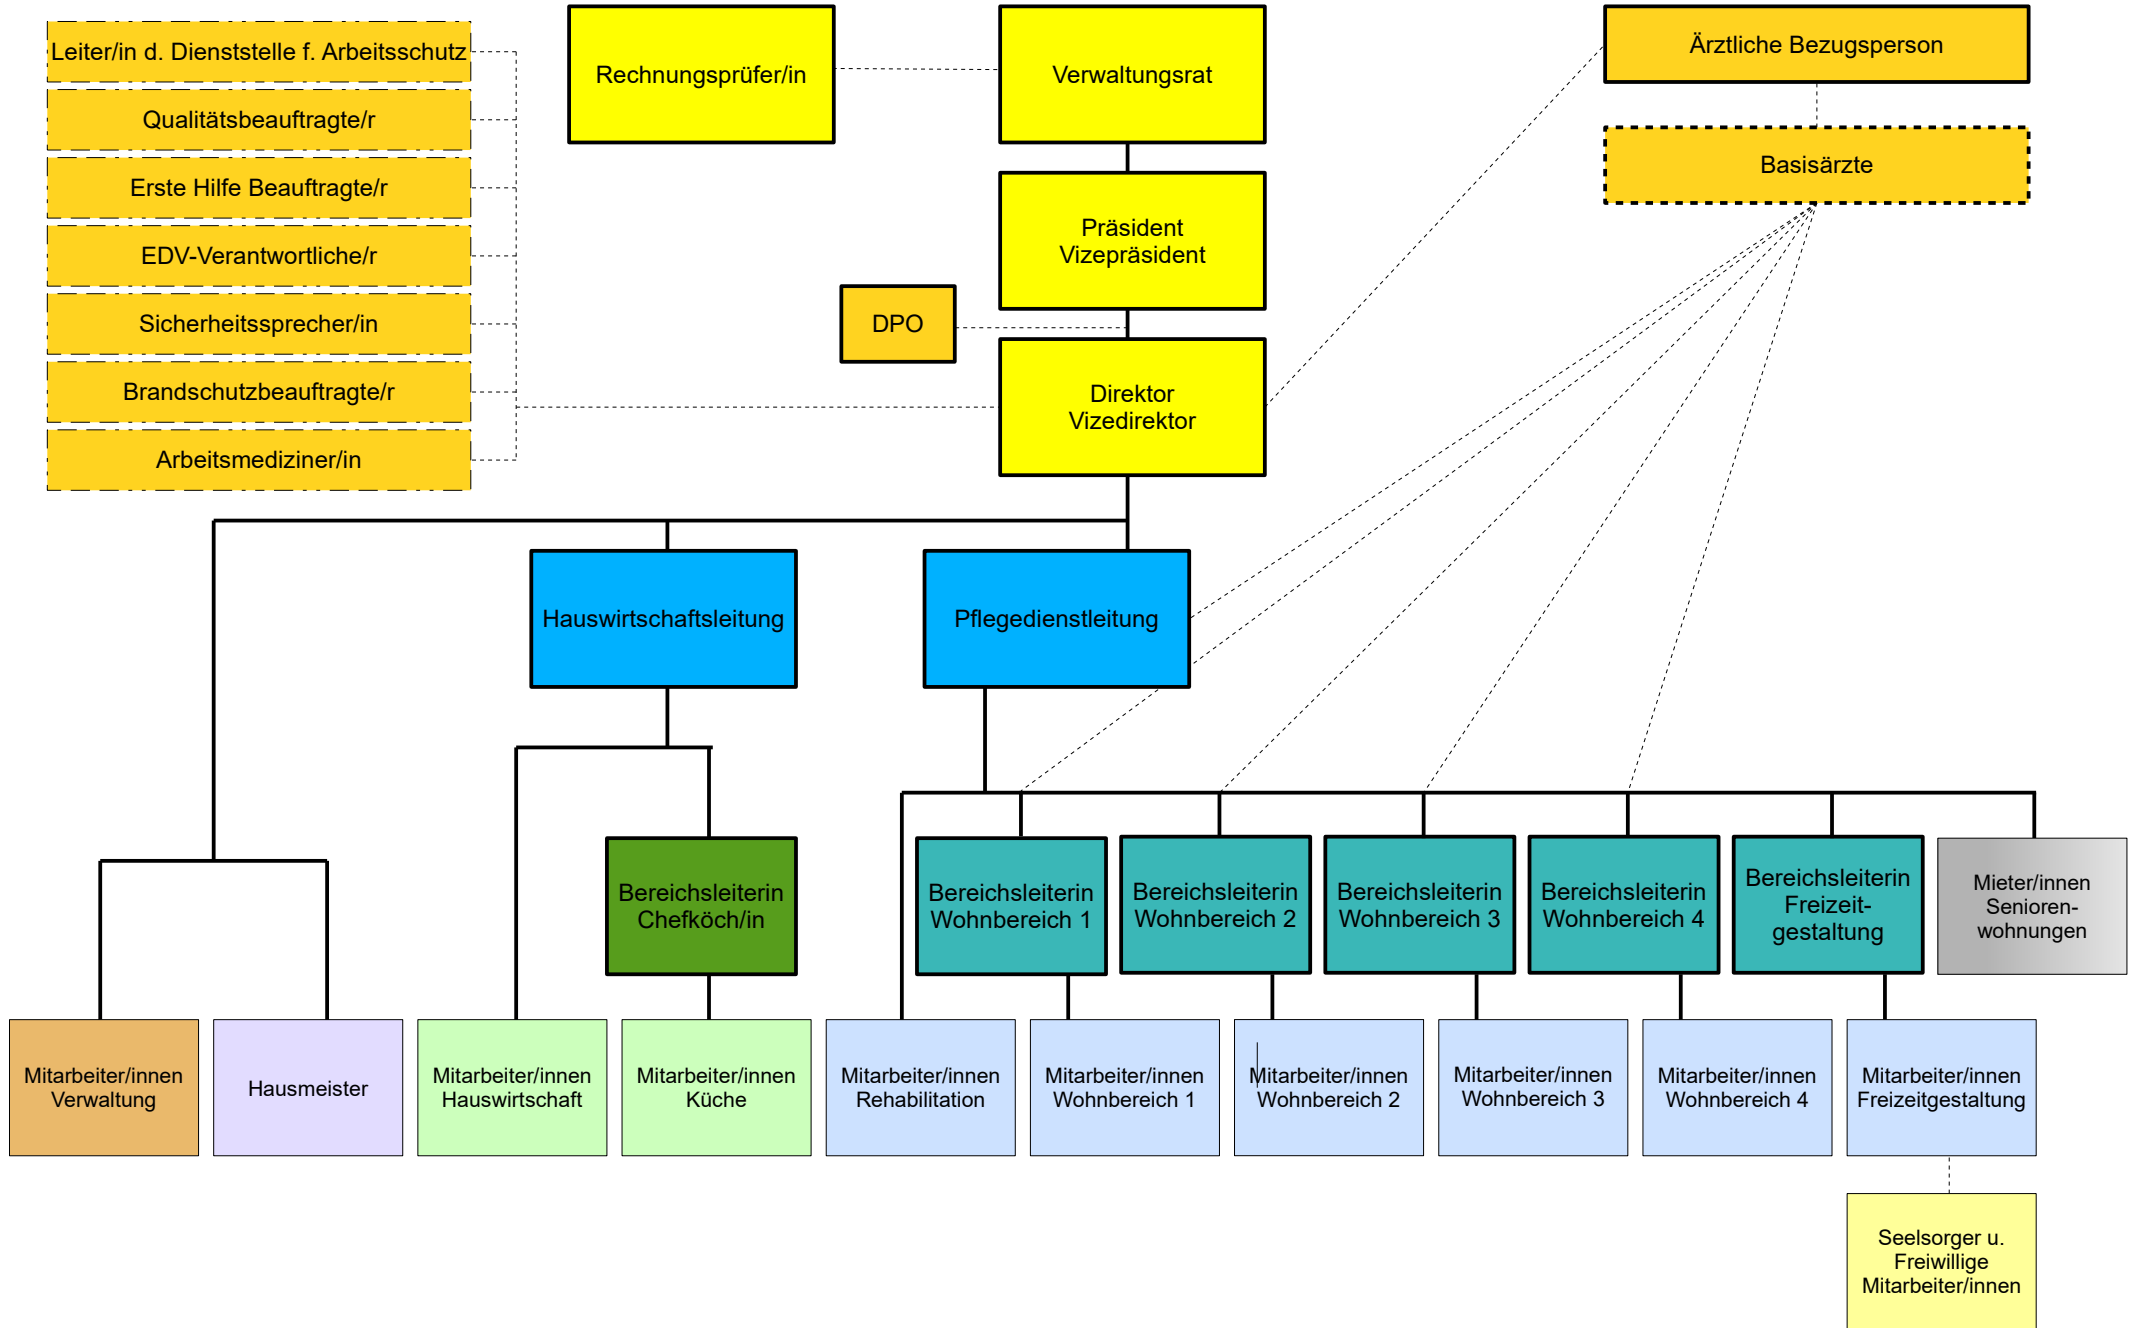 Leiter/in d. Dienststelle f. Arbeitsschutz
Qualitätsbeauftragte/r
Erste Hilfe Beauftragte/r
EDV-Verantwortliche/r
Sicherheitssprecher/in
Brandschutzbeauftragte/r
Arbeitsmediziner/in
Rechnungsprüfer/in
Verwaltungsrat
Präsident
Vizepräsident
DPO
Direktor
Vizedirektor
Ärztliche Bezugsperson
Basisärzte
Hauswirtschaftsleitung
Pflegedienstleitung
Bereichsleiterin
Chefköch/in
Bereichsleiterin
Wohnbereich 1
Bereichsleiterin
Wohnbereich 2
Bereichsleiterin
Wohnbereich 3
Bereichsleiterin
Wohnbereich 4
Bereichsleiterin
Freizeit-
gestaltung
Mieter/innen
Senioren-
wohnungen
Mitarbeiter/innen
Verwaltung
Hausmeister
Mitarbeiter/innen
Hauswirtschaft
Mitarbeiter/innen
Küche
Mitarbeiter/innen
Rehabilitation
Mitarbeiter/innen
Wohnbereich 1
Mitarbeiter/innen
Wohnbereich 2
Mitarbeiter/innen
Wohnbereich 3
Mitarbeiter/innen
Wohnbereich 4
Mitarbeiter/innen
Freizeitgestaltung
Seelsorger u.
Freiwillige
Mitarbeiter/innen